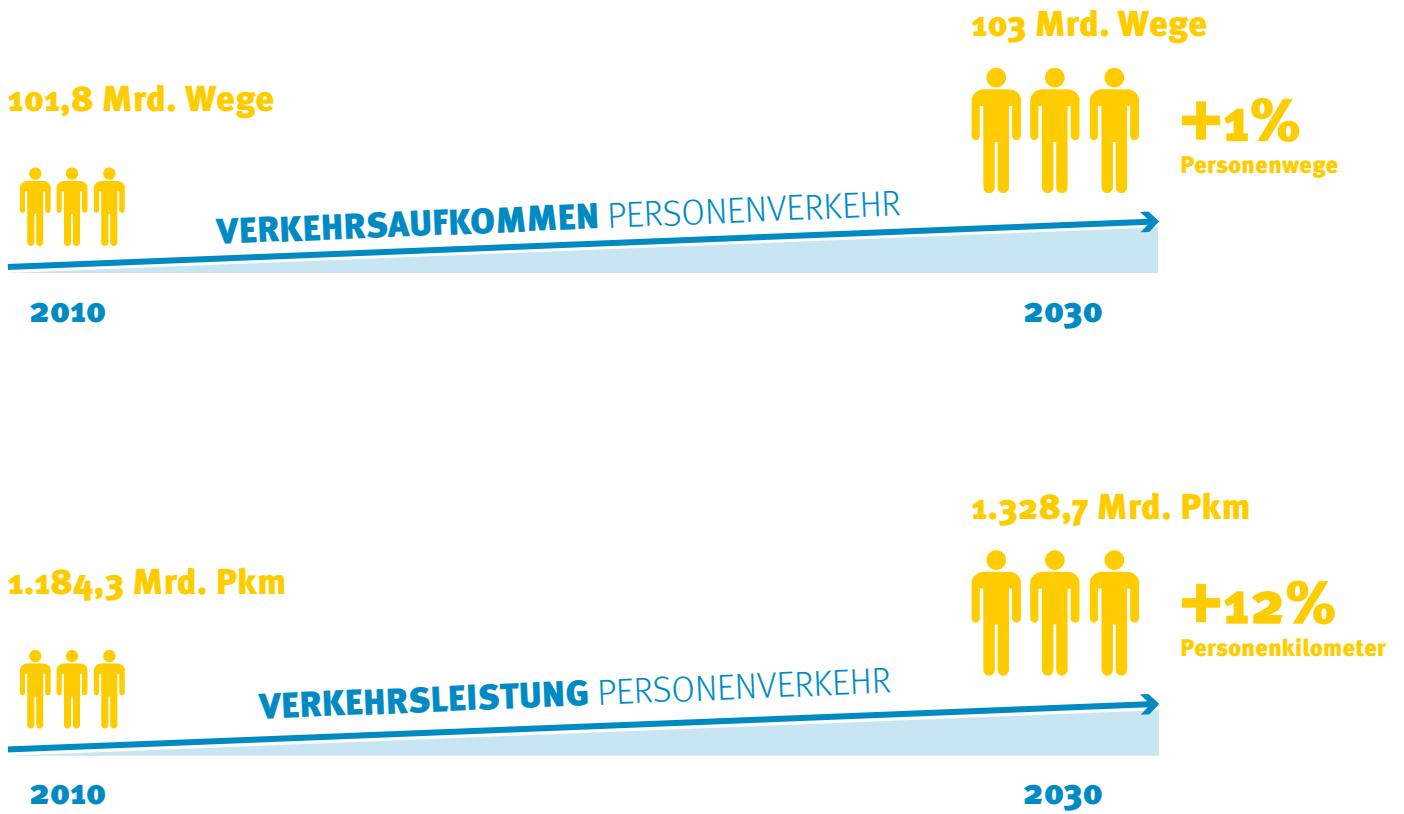 103 Mrd. Wege
101,8 Mrd. Wege
+1%
Personenwege
VERKEHRSAUFKOMMEN PERSONENVERKEHR
2010
2030
1.328,7 Mrd. Pkm
1.184,3 Mrd. Pkm
+12%
Personenkilometer
VERKEHRSLEISTUNG PERSONENVERKEHR
2010
2030